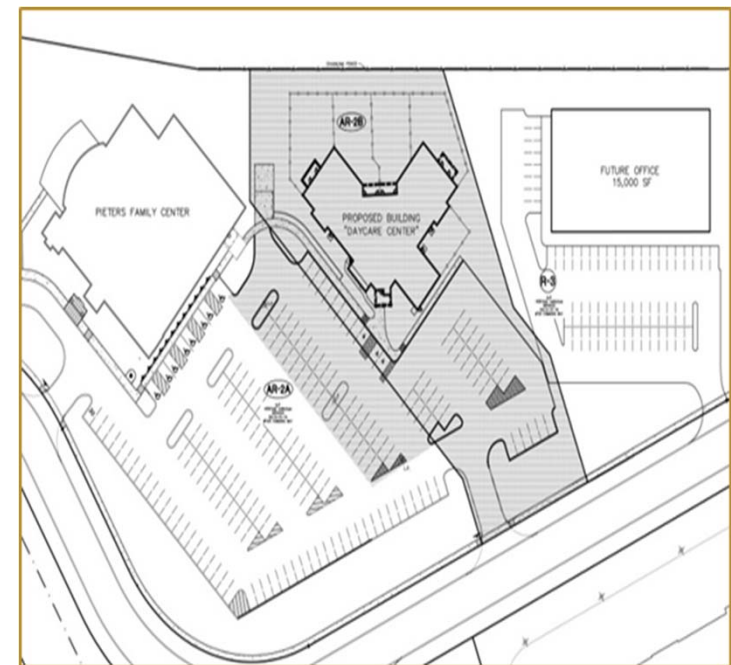 AR-2B
PIETERS FAMILY CENTER
PROPOSED BUILDING
"DAYCARE CENTER"
FUTURE OFFICE
15,000 SF
R-3
AR-2A